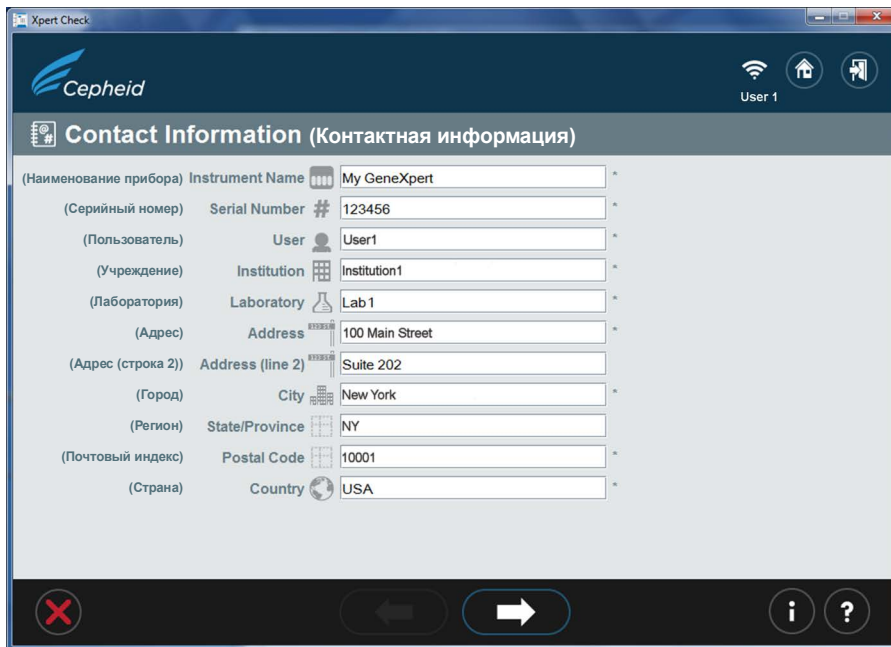 Xpert Check
Cepheid
User 1
Contact Information (Контактная информация)
(Наименование прибора) Instrument Name My GeneXpert *
(Серийный номер) Serial Number # 123456 *
(Пользователь) User User1 *
(Учреждение) Institution Institution1 *
(Лаборатория) Laboratory Lab1 *
(Адрес) Address 100 Main Street *
(Адрес (строка 2)) Address (line 2) Suite 202
(Город) City New York *
(Регион) State/Province NY
(Почтовый индекс) Postal Code 10001 *
(Страна) Country USA *
i ?